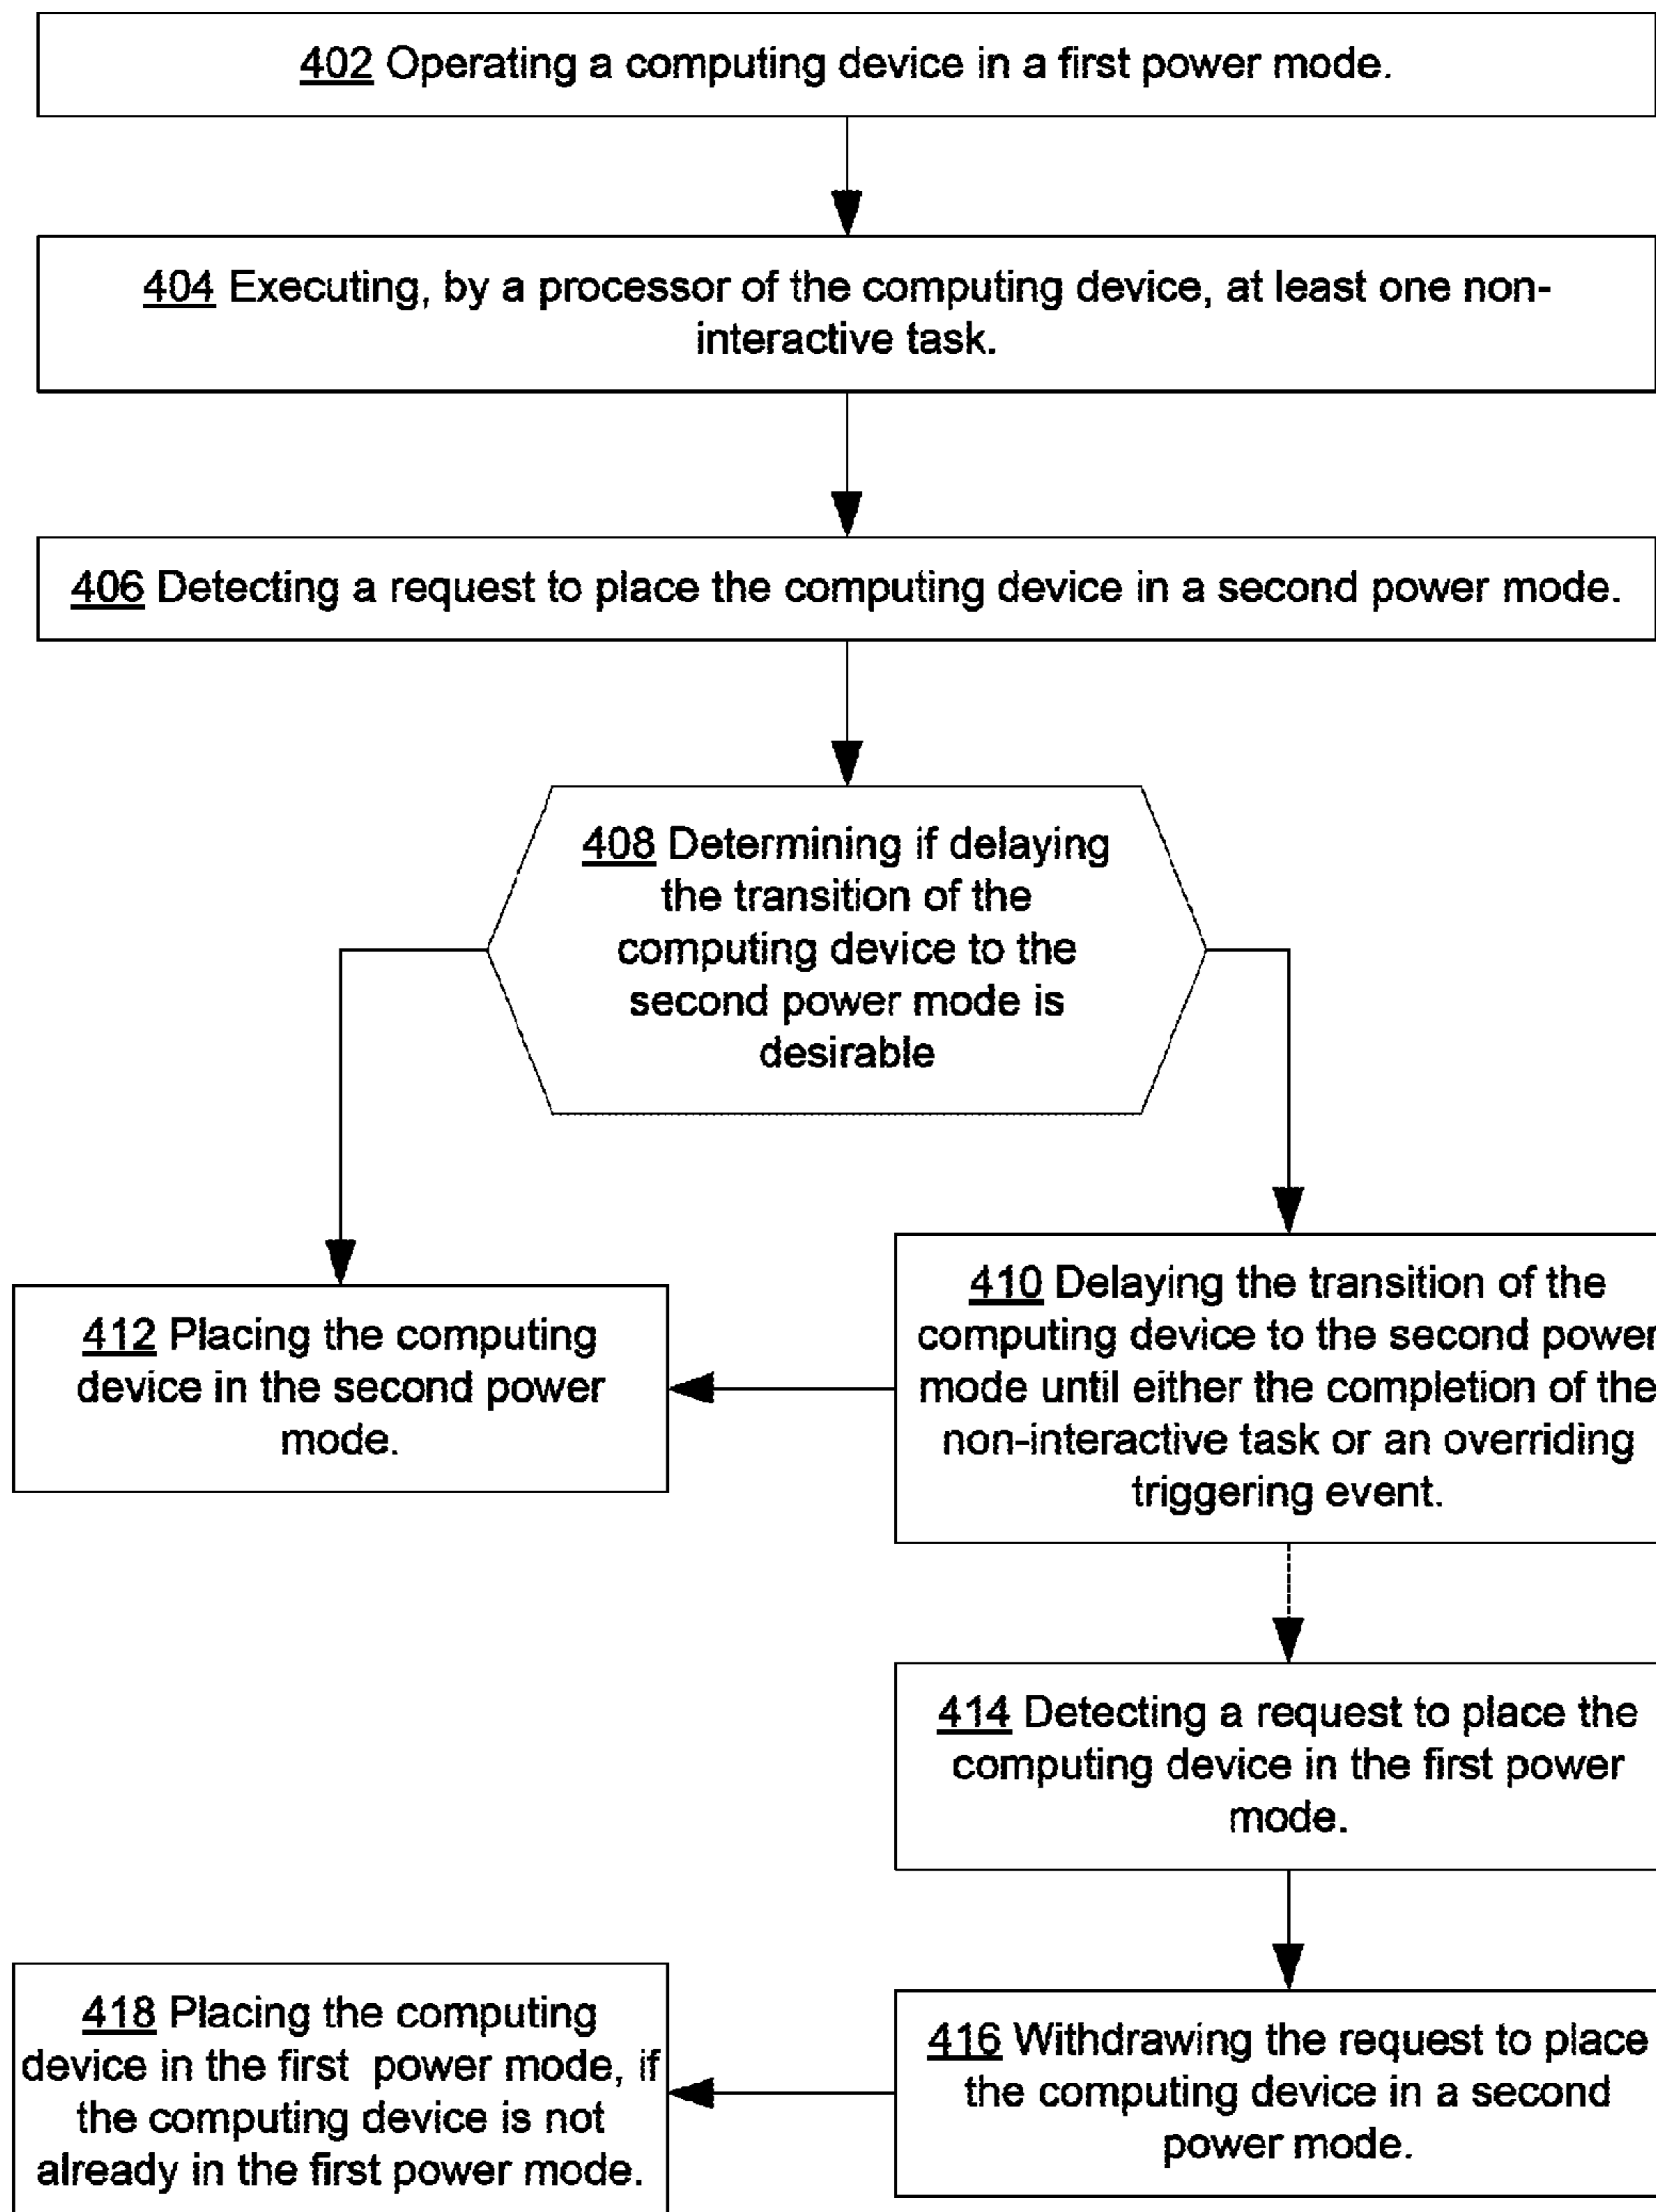 402 Operating a computing device in a first power mode.
404 Executing, by a processor of the computing device, at least one non-
interactive task.
406 Detecting a request to place the computing device in a second power mode.
408 Determining if delaying
the transition of the
computing device to the
second power mode is
desirable
410 Delaying the transition of the
computing device to the second power
mode until either the completion of the
non-interactive task or an overriding
triggering event.
412 Placing the computing
device in the second power
mode.
414 Detecting a request to place the
computing device in the first power
mode.
416 Withdrawing the request to place
the computing device in a second
power mode.
418 Placing the computing
device in the first power mode, if
the computing device is not
already in the first power mode.